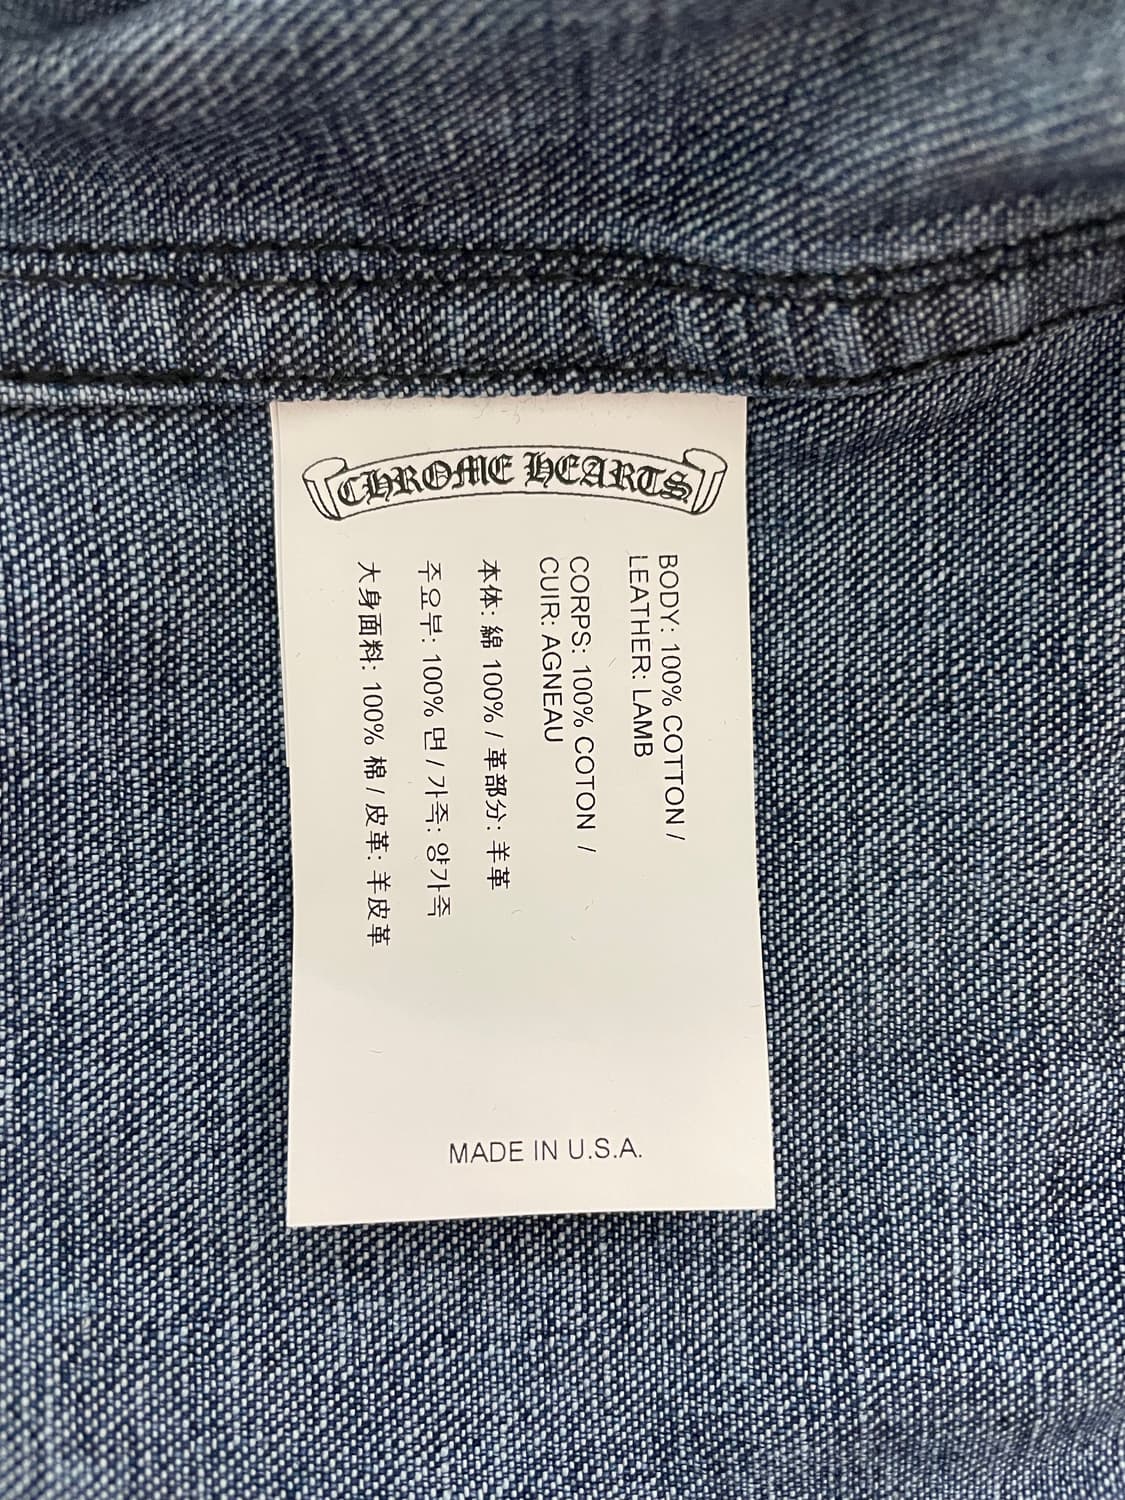 CHROME HEARTS
BODY: 100% COTTON /
LEATHER: LAMB
CORPS: 100% COTON /
CUIR: AGNEAU
本体: 綿 100% / 革部分: 羊革
주요부: 100% 면 / 가죽: 양가죽
大身面料: 100% 棉 / 皮革: 羊皮革
MADE IN U.S.A.